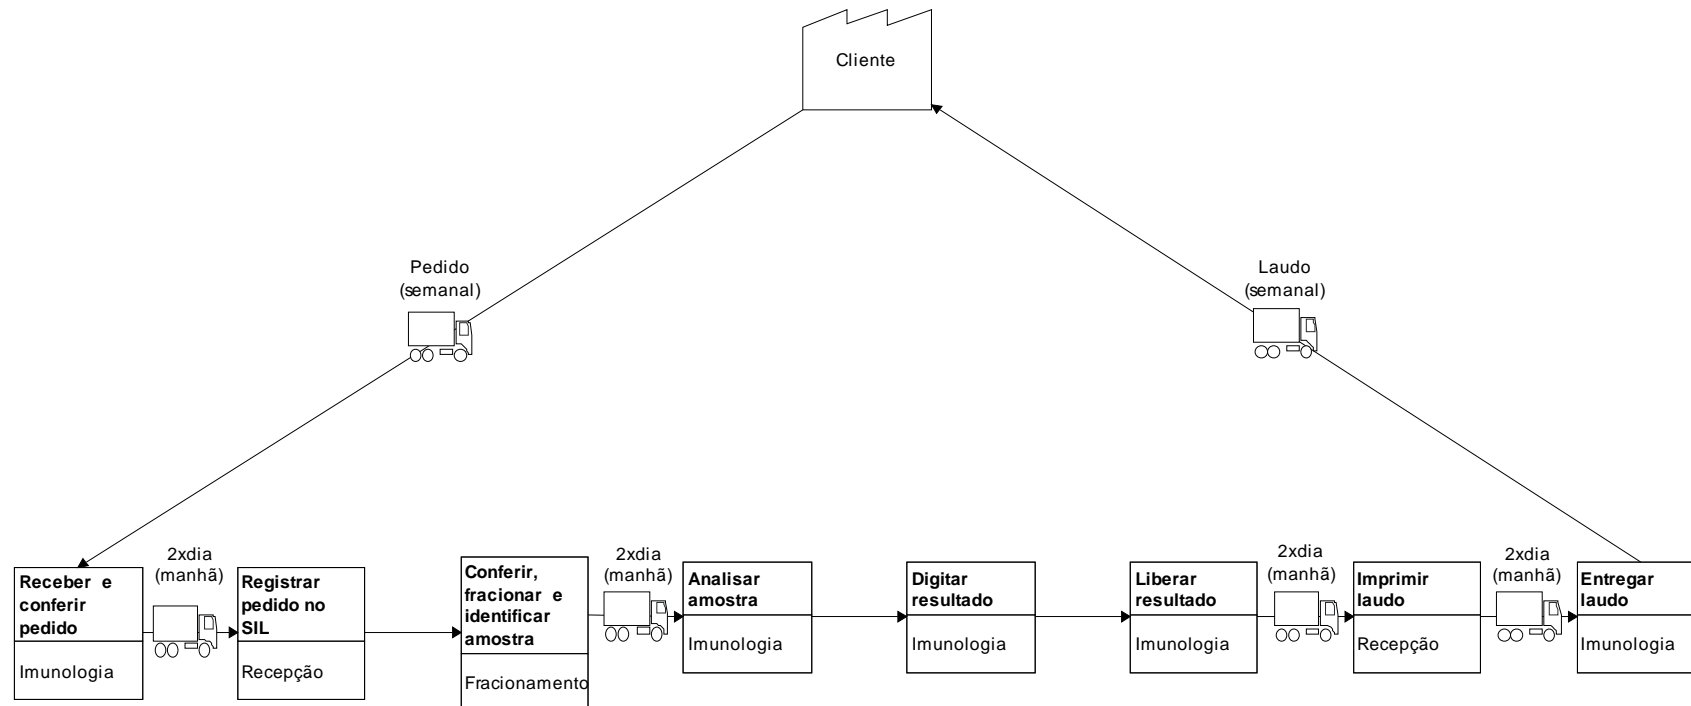 Cliente
Pedido
(semanal)
Laudo
(semanal)
Receber e
conferir
pedido
Imunologia
2xdia
(manhã)
Registrar
pedido no
SIL
Recepção
Conferir,
fracionar e
identificar
amostra
Fracionamento
2xdia
(manhã)
Analisar
amostra
Imunologia
Digitar
resultado
Imunologia
Liberar
resultado
Imunologia
2xdia
(manhã)
Imprimir
laudo
Recepção
2xdia
(manhã)
Entregar
laudo
Imunologia